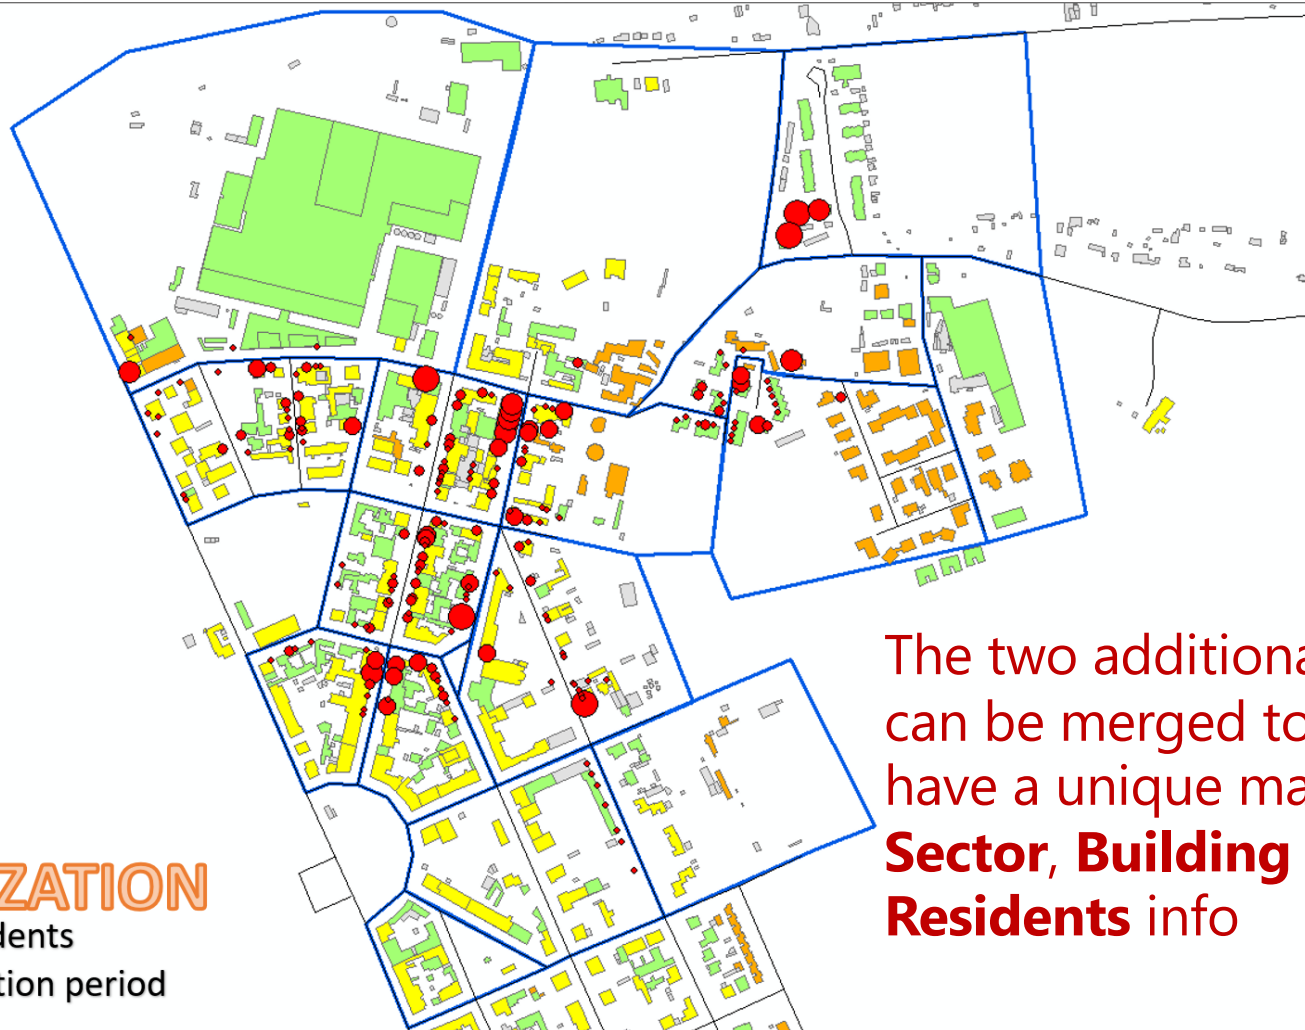 The two additiona
can be merged to
have a unique ma
Sector, Building
Residents info
ZATION
dents
tion period